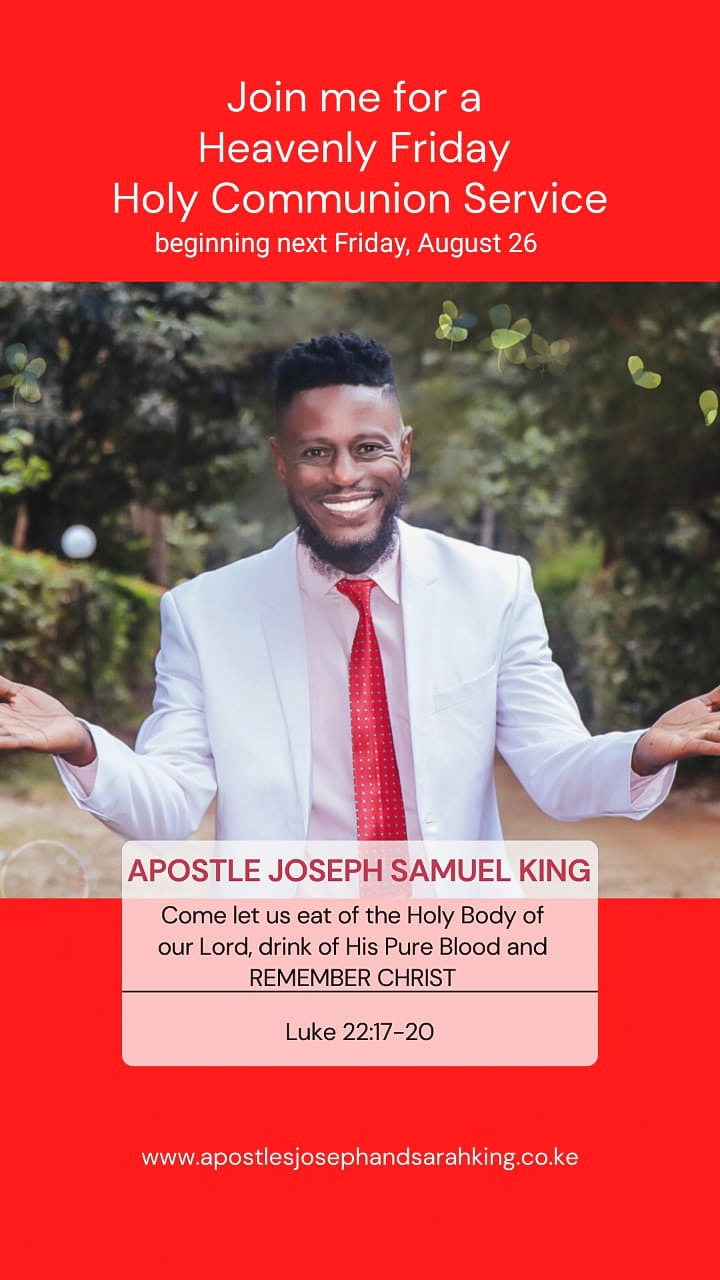 Join me for a
Heavenly Friday
Holy Communion Service
beginning next Friday, August 26
APOSTLE JOSEPH SAMUEL KING
Come let us eat of the Holy Body of
our Lord, drink of His Pure Blood and
REMEMBER CHRIST
Luke 22:17-20
www.apostlesjosephandsarahking.co.ke